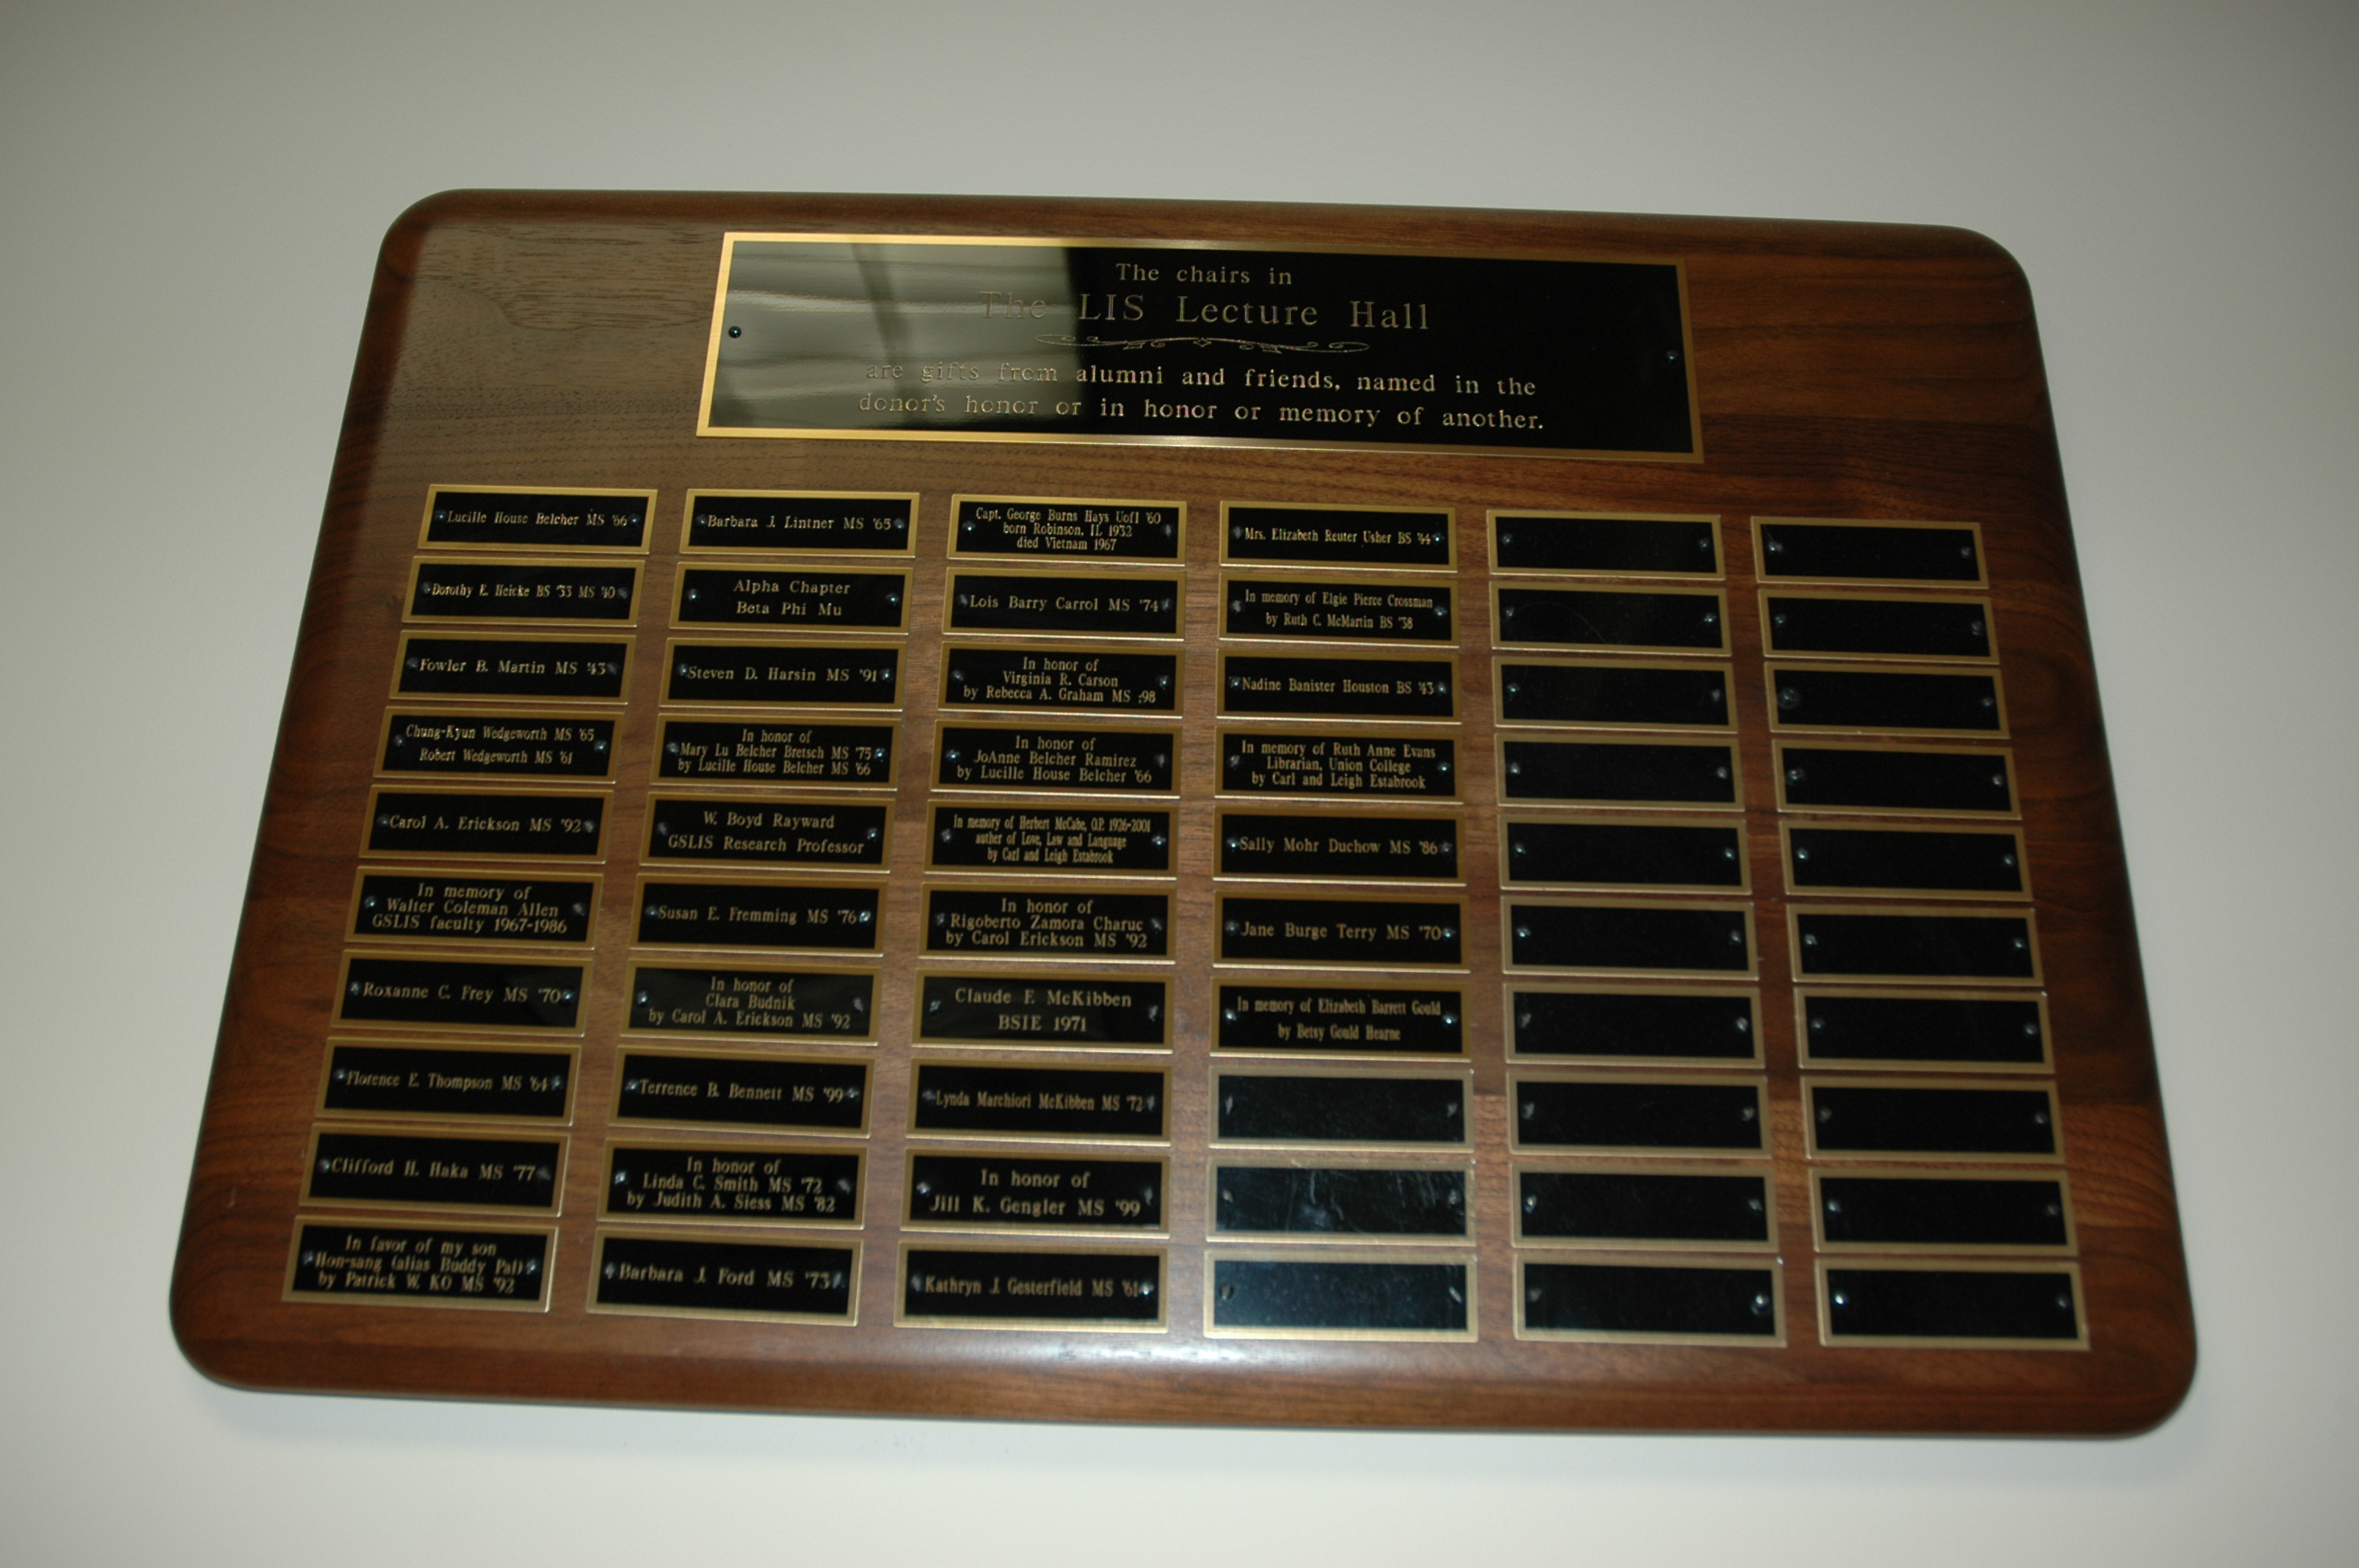 The chairs in
The LIS Lecture Hall
are gifts from alumni and friends, named in the
donor's honor or in honor or memory of another.
Lucille House Belcher MS '66
Dorothy E. Heicke BS '33 MS '40
Fowler B. Martin MS '43
Chung-Kyun Wedgeworth MS '65
Robert Wedgeworth MS '61
Carol A. Erickson MS '92
In memory of
Walter Coleman Allen
GSLIS faculty 1967-1986
Roxanne C. Frey MS '70
Florence E. Thompson MS '64
Clifford H. Haka MS '77
In favor of my son
Hon-sang (alias Buddy Pal)
by Patrick W. KO MS '92
Barbara J. Lintner MS '65
Alpha Chapter
Beta Phi Mu
Steven D. Harsin MS '91
In honor of
Mary Lu Belcher Bretsch MS '75
by Lucille House Belcher MS '66
W. Boyd Rayward
GSLIS Research Professor
Susan E. Fremming MS '76
In honor of
Clara Budnik
by Carol A. Erickson MS '92
Terrence B. Bennett MS '99
In honor of
Linda C. Smith MS '72
by Judith A. Siess MS '82
Barbara J. Ford MS '73
Capt. George Burns Hays UofI '60
born Robinson, IL 1932
died Vietnam 1967
Lois Barry Carrol MS '74
In honor of
Virginia R. Carson
by Rebecca A. Graham MS ;98
In honor of
JoAnne Belcher Ramirez
by Lucille House Belcher '66
In memory of Herbert McCabe, O.P. 1926-2001
auther of Love, Law and Language
by Carl and Leigh Estabrook
In honor of
Rigoberto Zamora Charuc
by Carol Erickson MS '92
Claude F. McKibben
BSIE 1971
Lynda Marchiori McKibben MS '72
In honor of
Jill K. Gengler MS '99
Kathryn J. Gesterfield MS '61
Mrs. Elizabeth Reuter Usher BS '44
In memory of Elgie Pierce Crossman
by Ruth C. McMartin BS '38
Nadine Banister Houston BS '43
In memory of Ruth Anne Evans
Librarian, Union College
by Carl and Leigh Estabrook
Sally Mohr Duchow MS '86
Jane Burge Terry MS '70
In memory of Elizabeth Barrett Gould
by Betsy Gould Hearne